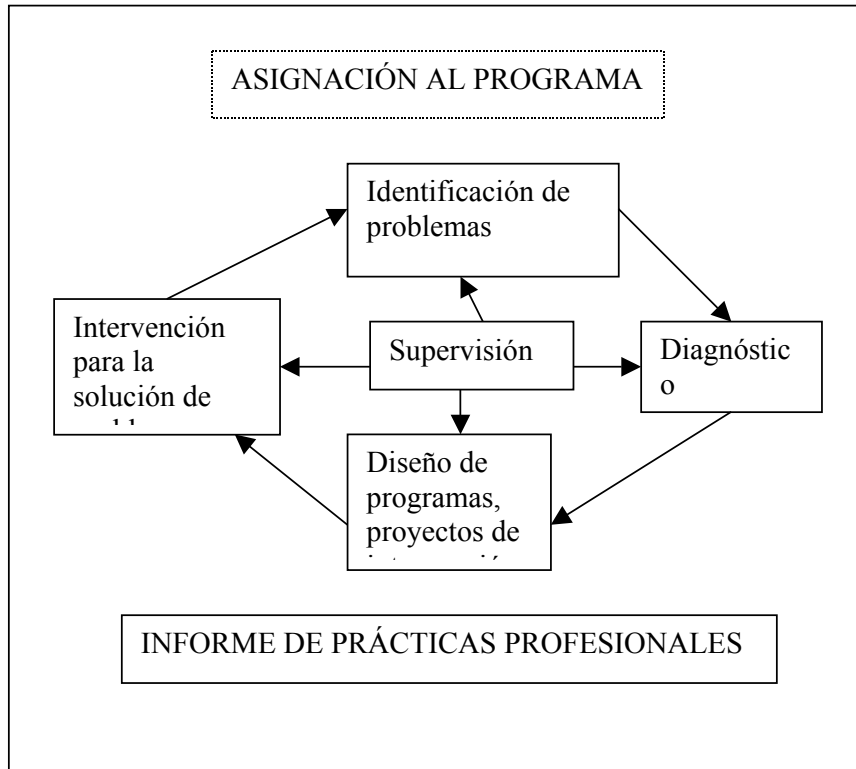 ASIGNACIÓN AL PROGRAMA
Identificación de
problemas
Intervención
para la
solución de
Supervisión
Diagnóstic
o
Diseño de
programas,
proyectos de
INFORME DE PRÁCTICAS PROFESIONALES